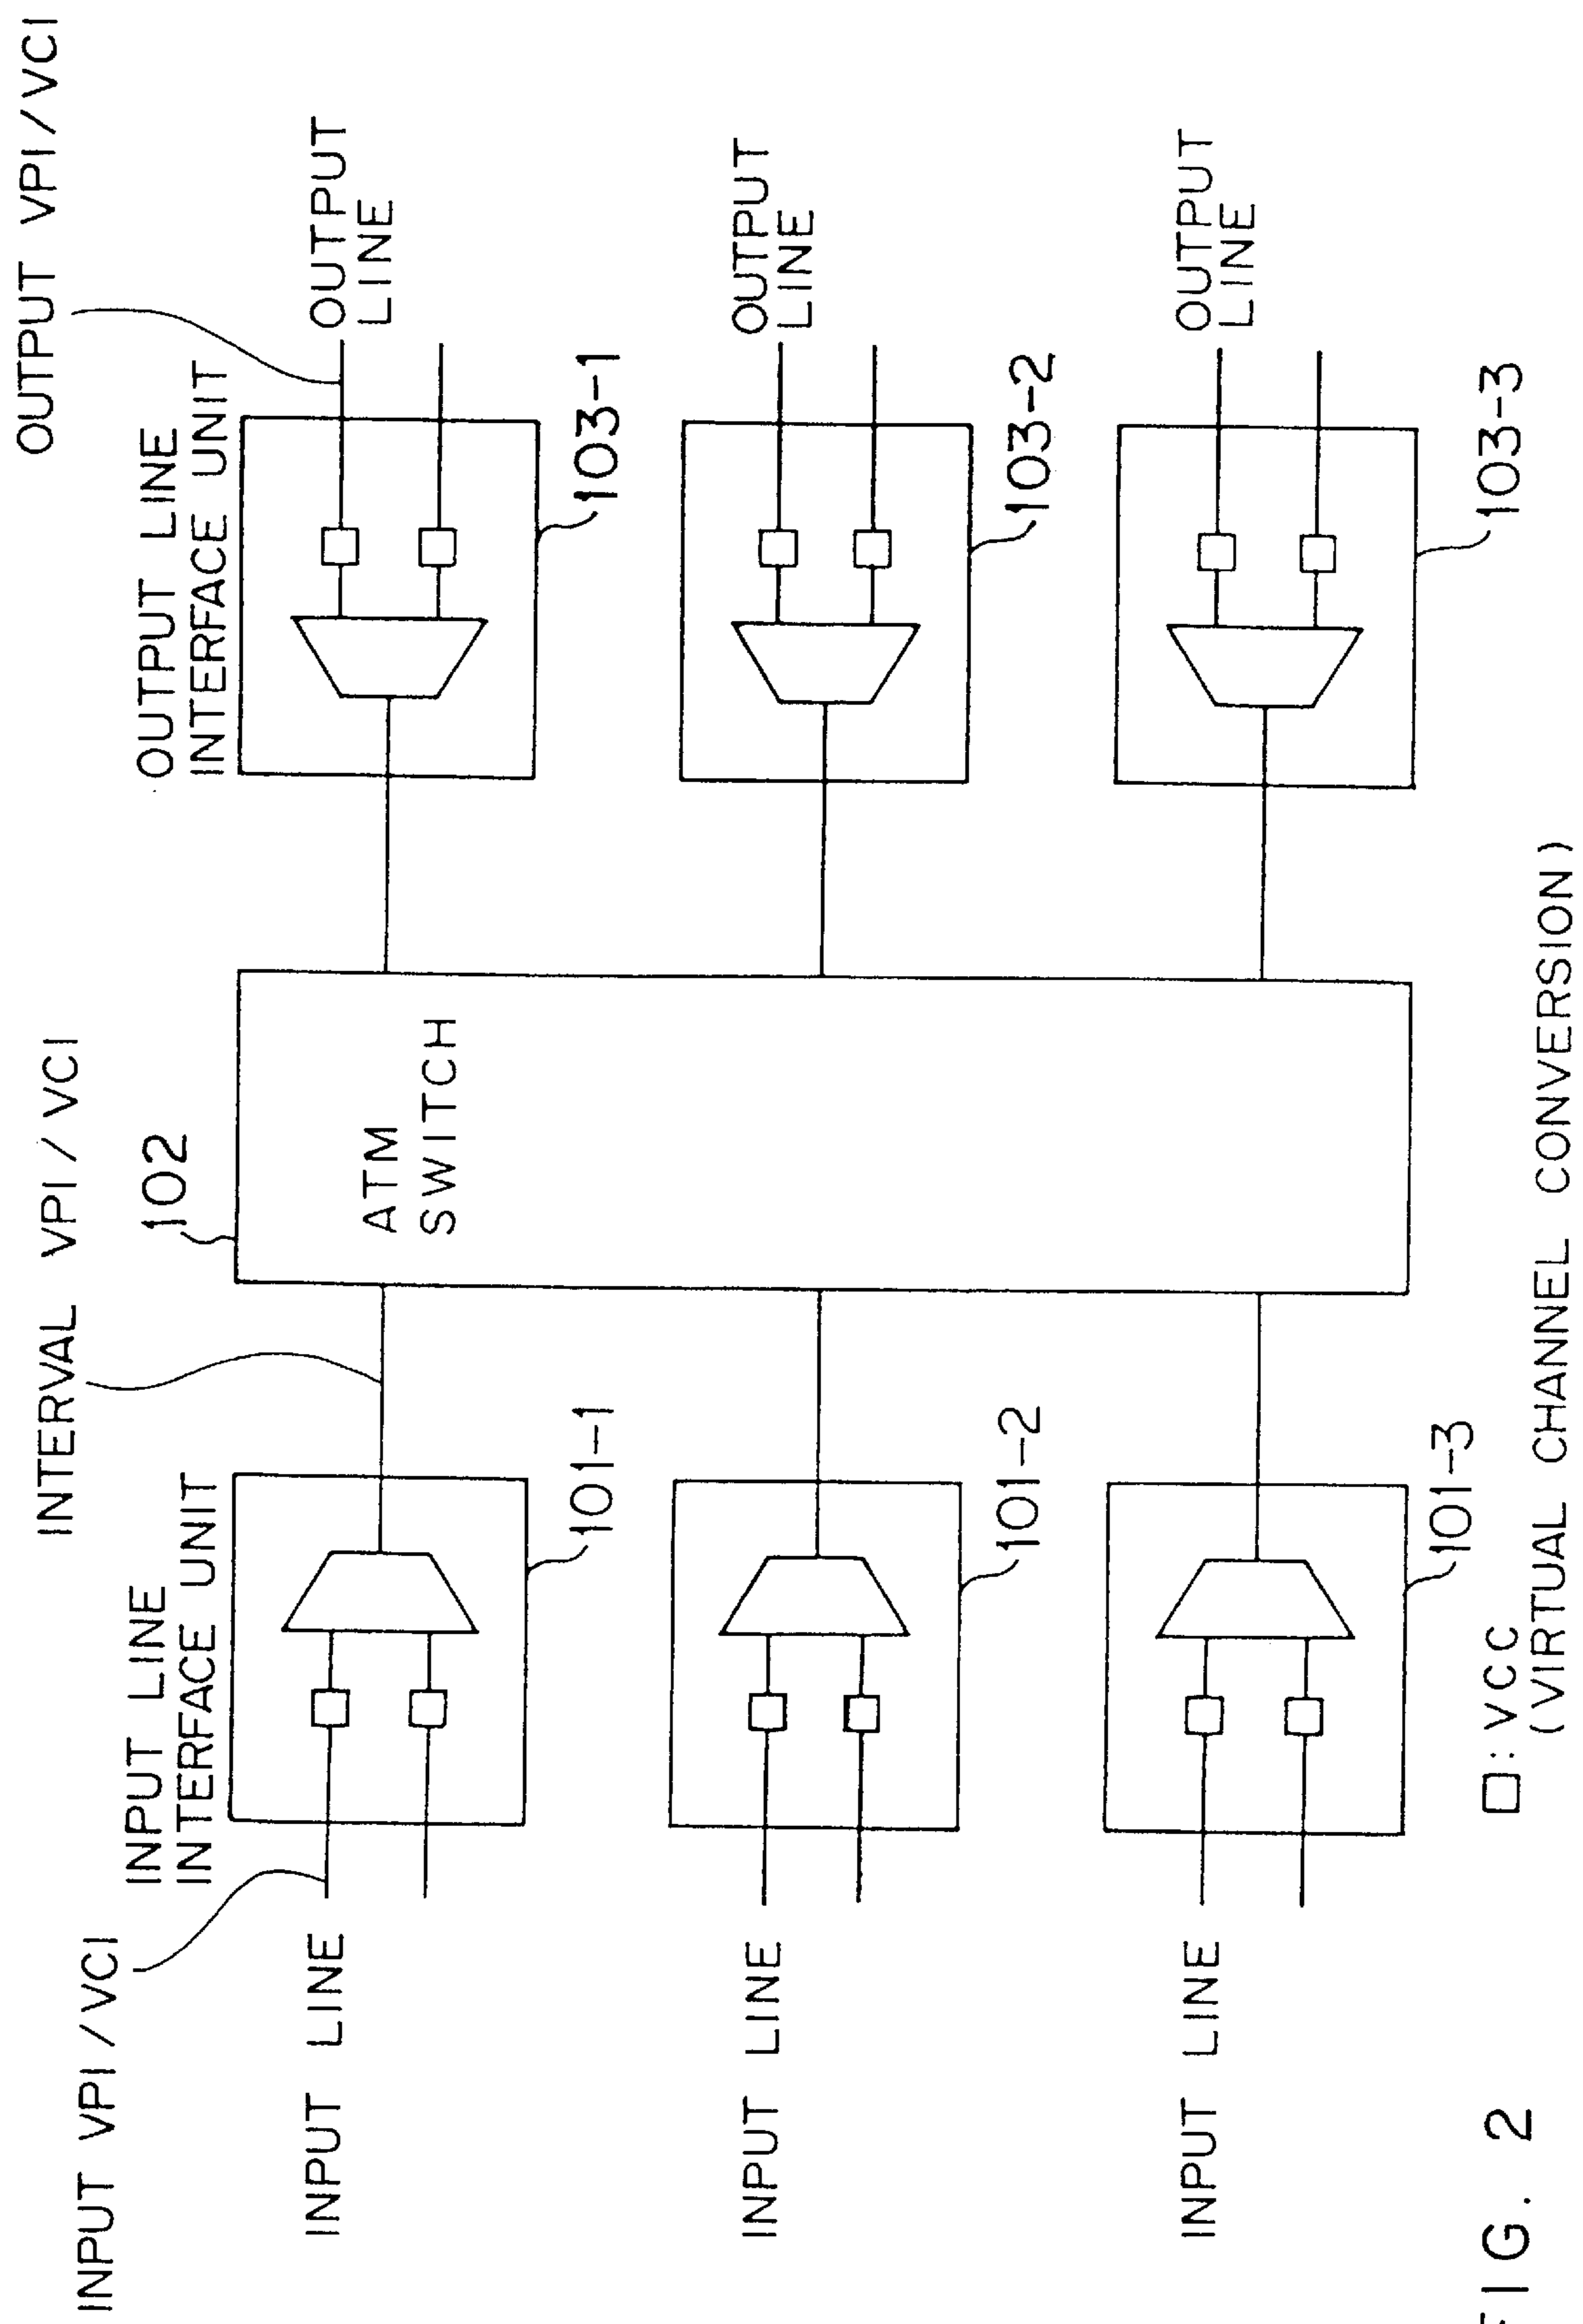 OUTPUT VPI/VCI
INTERVAL VPI/VCI
INPUT VPI/VCI
INPUT LINE
INTERFACE UNIT
102
OUTPUT LINE
INTERFACE UNIT
INPUT LINE
ATM
SWITCH
OUTPUT
LINE
101-1
103-1
INPUT LINE
OUTPUT
LINE
101-2
103-2
INPUT LINE
OUTPUT
LINE
101-3
103-3
□: VCC
(VIRTUAL CHANNEL CONVERSION)
FIG. 2